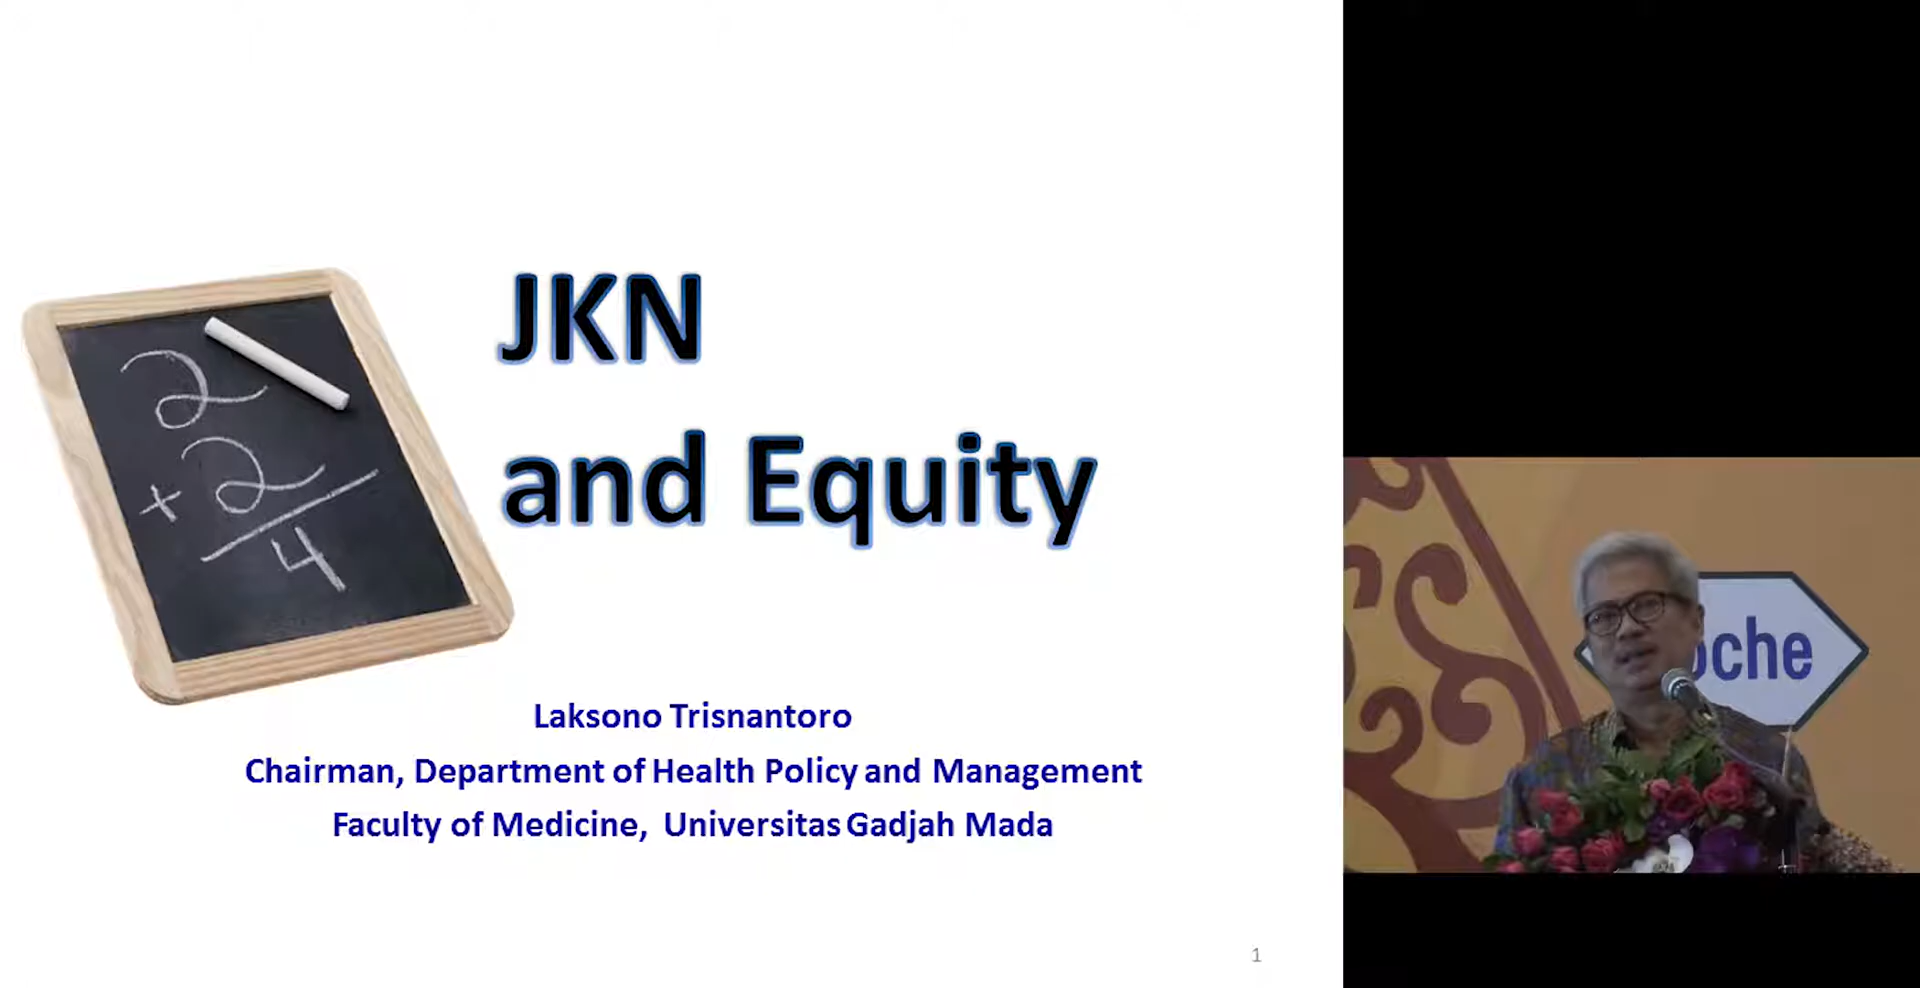 JKN
and Equity
2
+ 2
4
Laksono Trisnantoro
Chairman, Department of Health Policy and Management
Faculty of Medicine, Universitas Gadjah Mada
1
oche